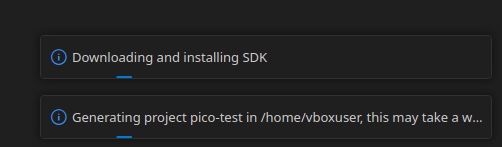 Downloading and installing SDK
Generating project pico-test in /home/vboxuser, this may take a w...